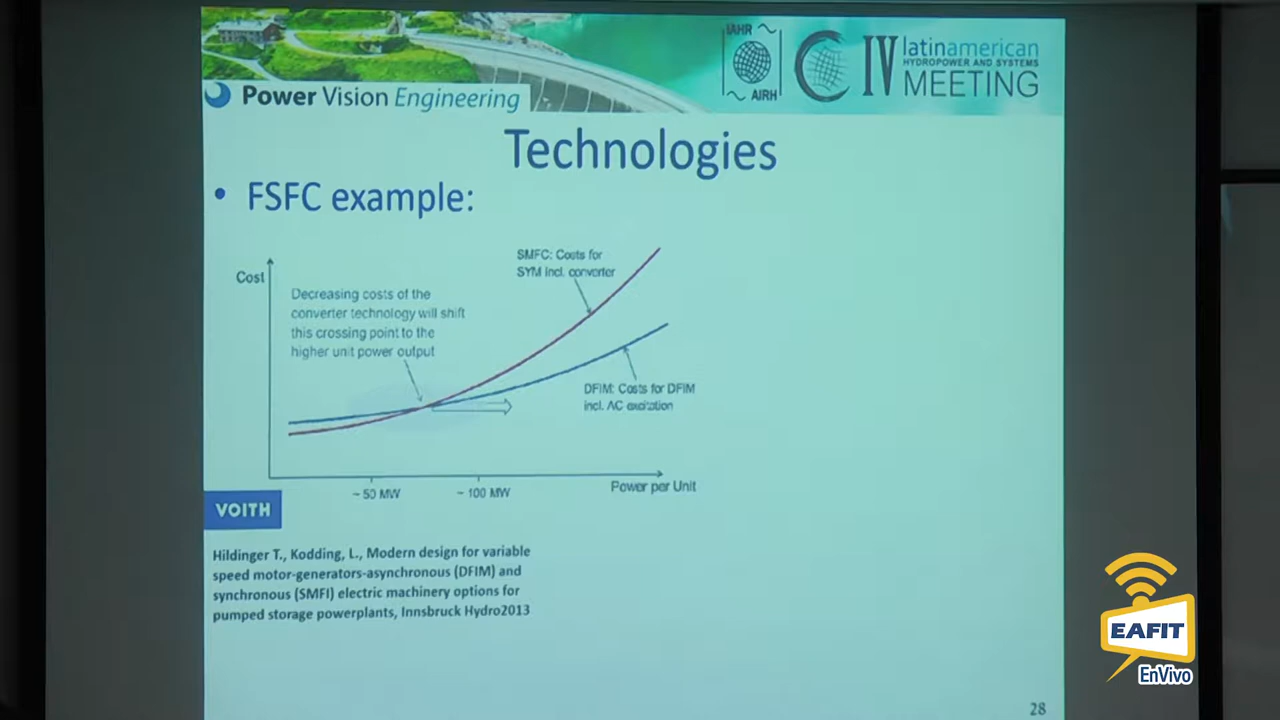 IAHR
AIRH
IV
latinamerican
HYDROPOWER AND SYSTEMS
MEETING
Power Vision Engineering
Technologies
• FSFC example:
SMFC: Costs for
SYM incl. converter
Cost
Decreasing costs of the
converter technology will shift
this crossing point to the
higher unit power output
DFIM: Costs for DFIM
incl. AC excitation
~ 50 MW
~ 100 MW
Power per Unit
VOITH
Hildinger T., Kodding, L., Modern design for variable
speed motor-generators-asynchronous (DFIM) and
synchronous (SMFI) electric machinery options for
pumped storage powerplants, Innsbruck Hydro2013
28
EAFIT
EnVivo